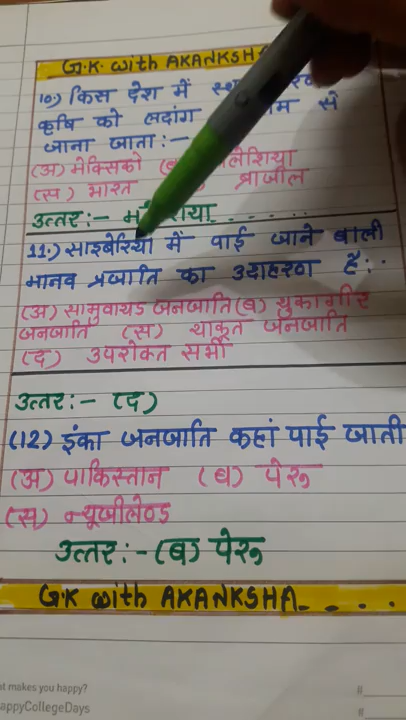 G.K. with AKANKSHA
10.) किस देश में
कृषि को लदांग से
जाना जाता:-
(अ) मेक्सिको
(स) भारत ब्राजील
उत्तर:-
11.) साइबेरिया में पाई जाने वाली
मानव प्रजाति का उदाहरण है:-
(अ) सामुवायड जनजाति (ब) युकागीर
जनजाति (स) याकूत जनजाति
(द) उपरोक्त सभी
उत्तर:- (द)
(12) इंका जनजाति कहां पाई जाती
(अ) पाकिस्तान (ब) पेरू
(स) न्यूजीलैण्ड
उत्तर:- (ब) पेरू
G.K with AKANKSHA_ . . . .
t makes you happy?
appyCollegeDays